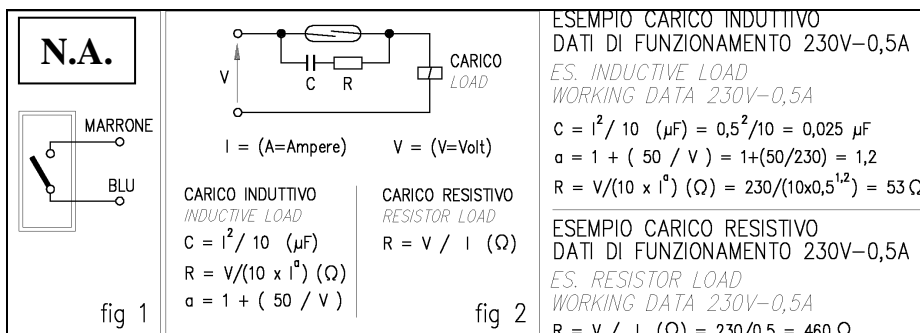 N.A.
MARRONE
BLU
fig 1
V
C R
CARICO
LOAD
I = (A=Ampere) V = (V=Volt)
CARICO INDUTTIVO
INDUCTIVE LOAD
C = I²/ 10 (µF)
R = V/(10 x Iᵃ) (Ω)
a = 1 + ( 50 / V )
CARICO RESISTIVO
RESISTOR LOAD
R = V / I (Ω)
fig 2
ESEMPIO CARICO INDUTTIVO
DATI DI FUNZIONAMENTO 230V-0,5A
ES. INDUCTIVE LOAD
WORKING DATA 230V-0,5A
C = I²/ 10 (µF) = 0,5²/10 = 0,025 µF
a = 1 + ( 50 / V ) = 1+(50/230) = 1,2
R = V/(10 x Iᵃ) (Ω) = 230/(10x0,5¹,²) = 53 Ω
ESEMPIO CARICO RESISTIVO
DATI DI FUNZIONAMENTO 230V-0,5A
ES. RESISTOR LOAD
WORKING DATA 230V-0,5A
R = V / I (Ω) = 230/0,5 = 460 Ω